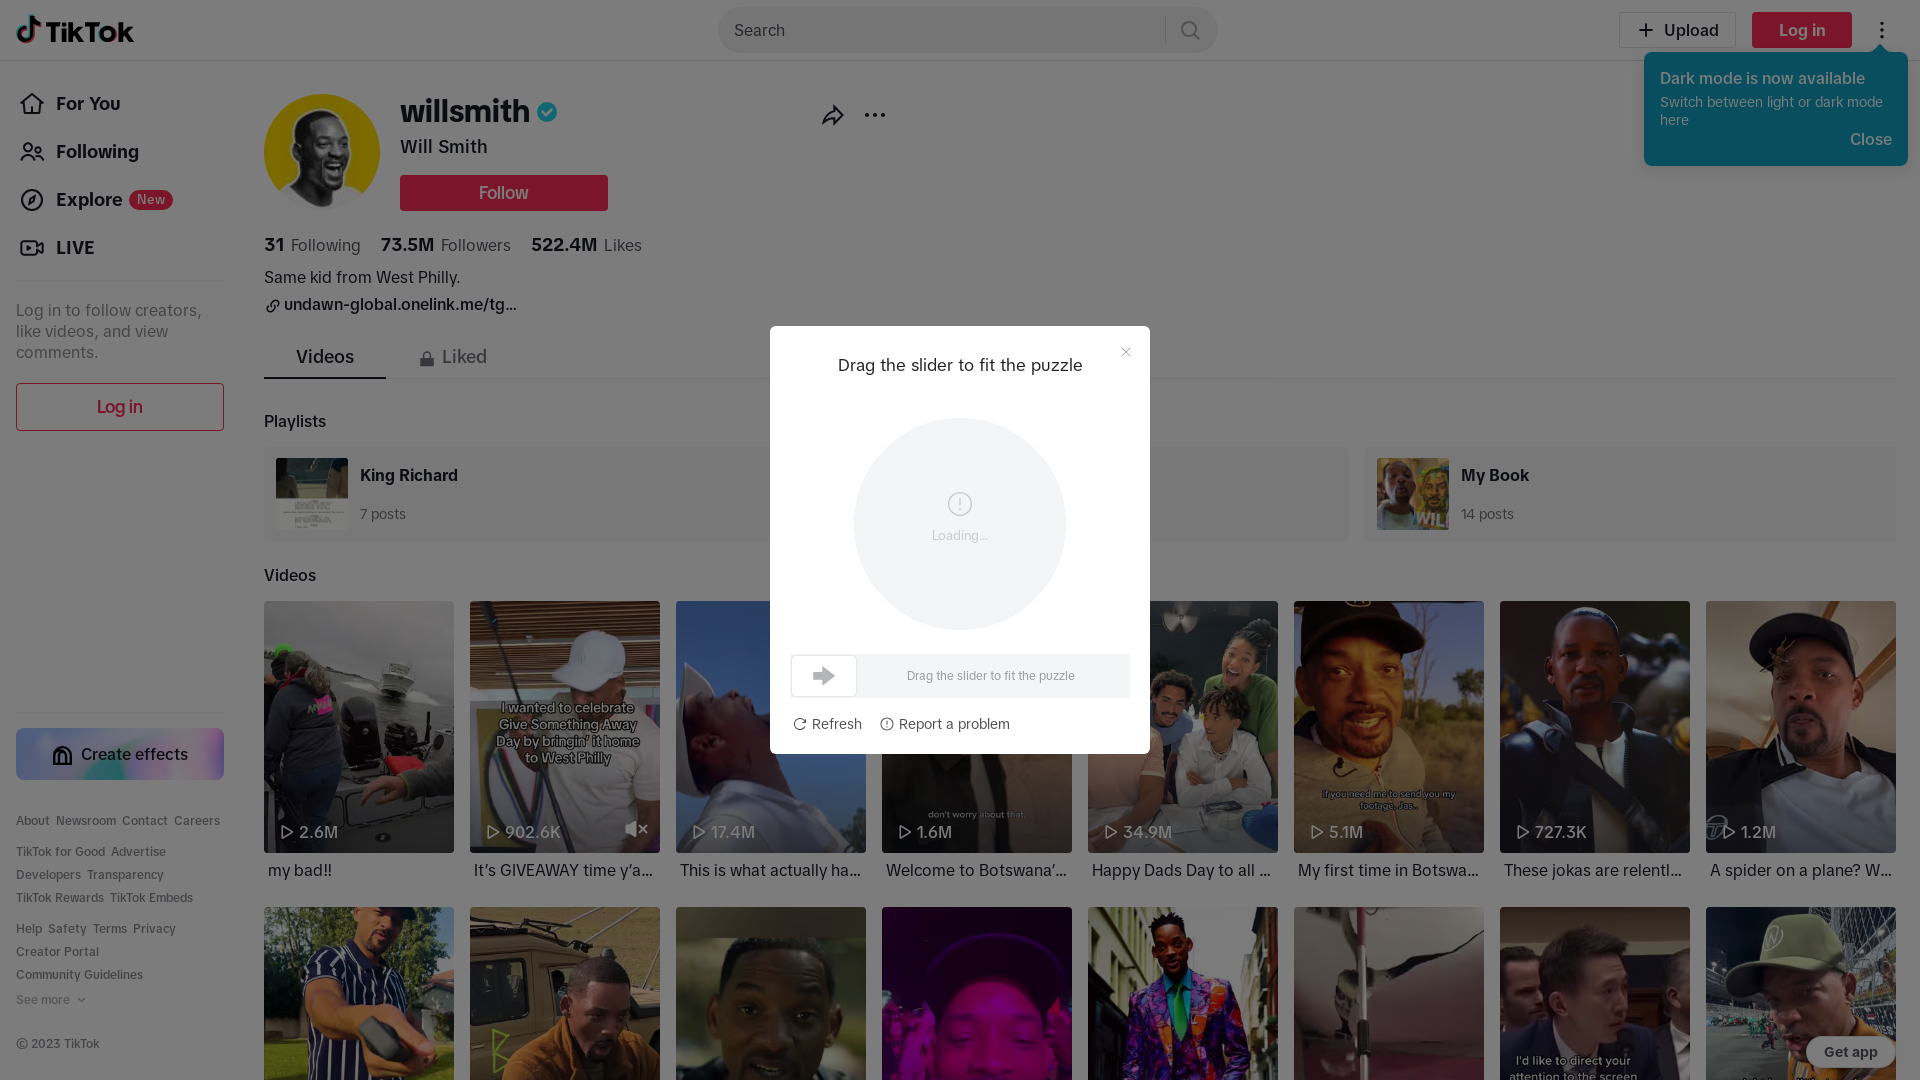 TikTok
Search
Upload
Log in
Dark mode is now available
Switch between light or dark mode
here
Close
For You
Following
Explore New
LIVE
Log in to follow creators,
like videos, and view
comments.
Log in
Create effects
About Newsroom Contact Careers
TikTok for Good Advertise
Developers Transparency
TikTok Rewards TikTok Embeds
Help Safety Terms Privacy
Creator Portal
Community Guidelines
See more
© 2023 TikTok
willsmith
Will Smith
Follow
31 Following 73.5M Followers 522.4M Likes
Same kid from West Philly.
undawn-global.onelink.me/tg...
Videos
Liked
Playlists
King Richard
7 posts
My Book
14 posts
Videos
Drag the slider to fit the puzzle
Loading...
Drag the slider to fit the puzzle
Refresh
Report a problem
I wanted to celebrate
Give Something Away
Day by bringin' it home
to West Philly
don't worry about that.
If you need me to send you my
footage, Jas..
2.6M
902.6K
17.4M
1.6M
34.9M
5.1M
727.3K
1.2M
my bad!!
It's GIVEAWAY time y'a...
This is what actually ha...
Welcome to Botswana'...
Happy Dads Day to all ...
My first time in Botswa...
These jokas are relentl...
A spider on a plane? W...
I'd like to direct your
attention to the screen
Get app